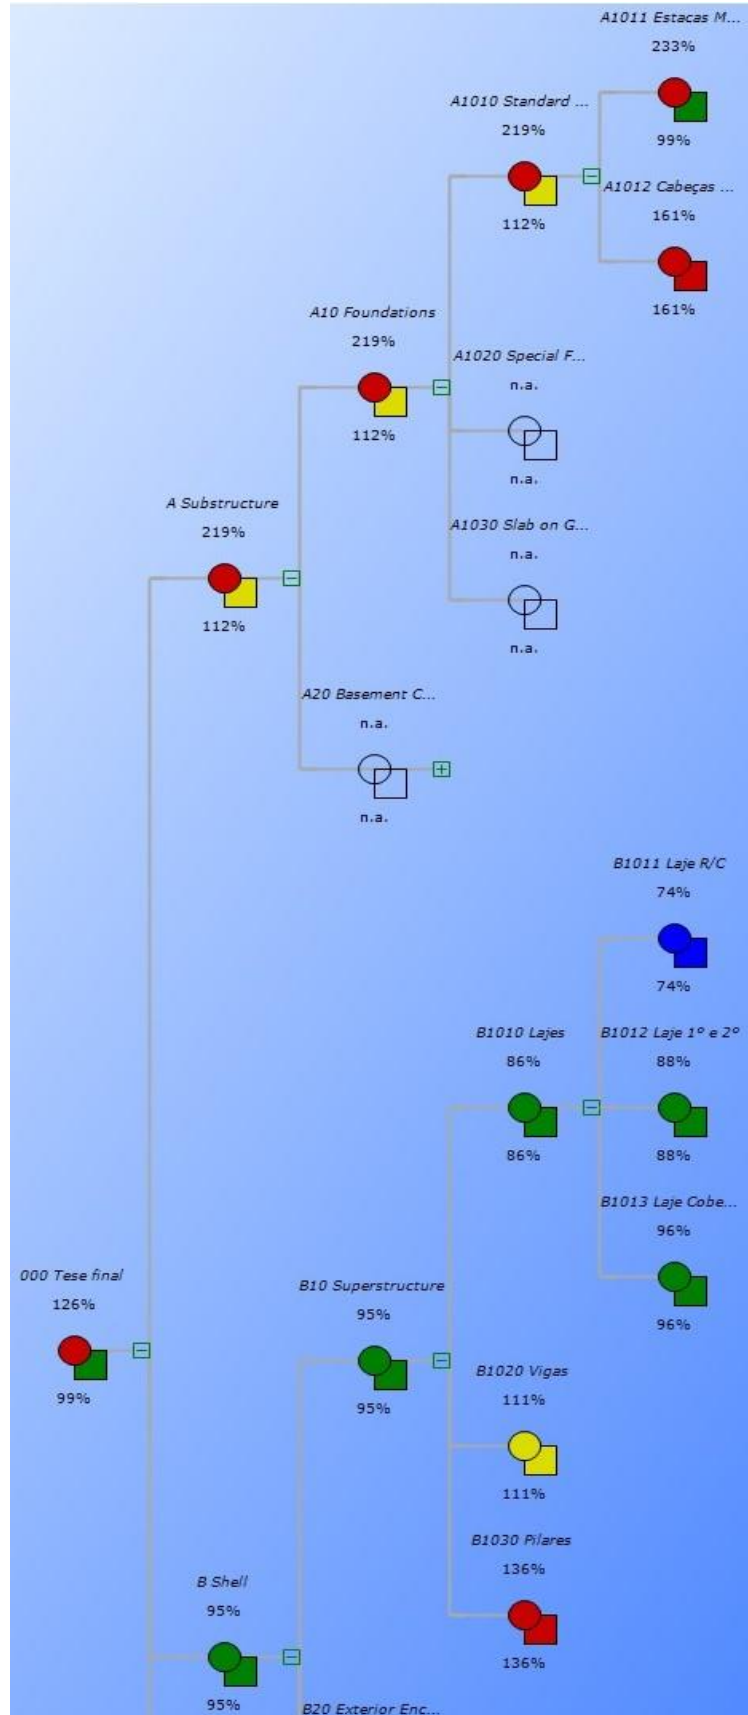 A1011 Estacas M...
233%
99%
A1010 Standard ...
219%
112%
A1012 Cabeças ...
161%
161%
A10 Foundations
219%
112%
A1020 Special F...
n.a.
n.a.
A1030 Slab on G...
n.a.
n.a.
A Substructure
219%
112%
A20 Basement C...
n.a.
n.a.
B1011 Laje R/C
74%
74%
B1010 Lajes
86%
86%
B1012 Laje 1º e 2º
88%
88%
B1013 Laje Cobe...
96%
96%
000 Tese final
126%
99%
B10 Superstructure
95%
95%
B1020 Vigas
111%
111%
B1030 Pilares
136%
136%
B Shell
95%
95%
B20 Exterior Enc...